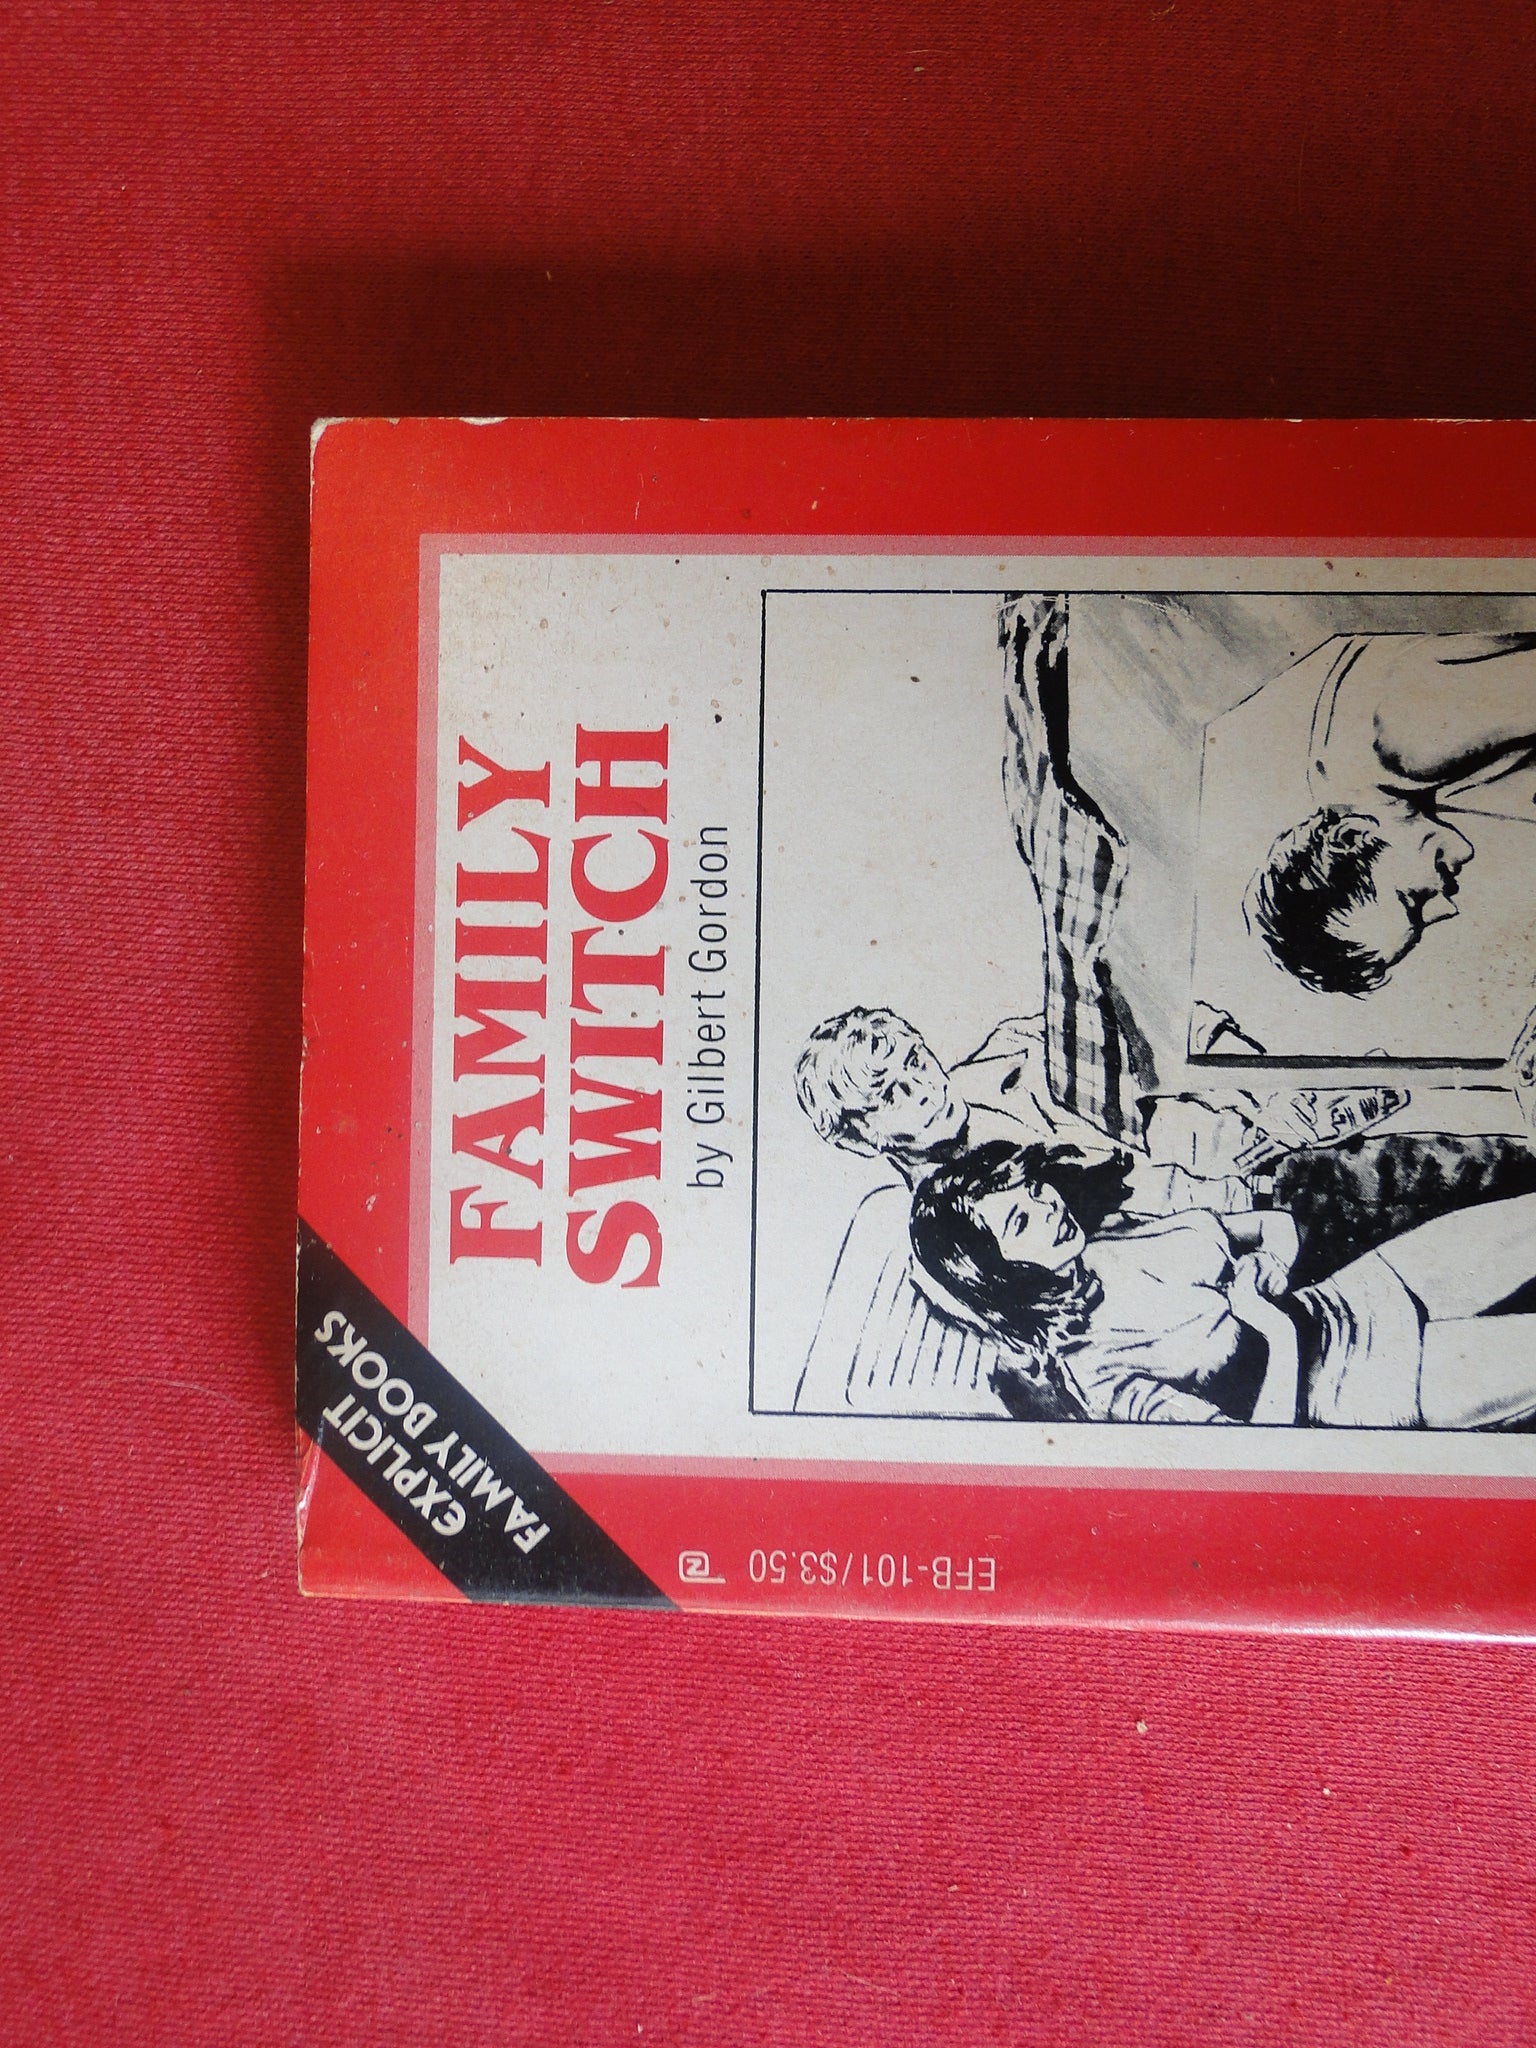 EXPLICIT
FAMILY BOOKS
FAMILY
SWITCH
by Gilbert Gordon
EFB-101/$3.50